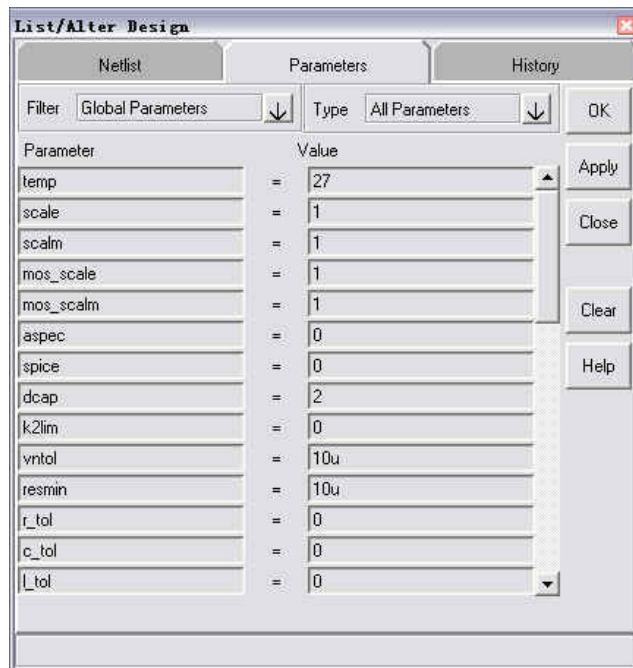 List/Alter Design
Netlist Parameters History
Filter Global Parameters Type All Parameters OK
Parameter Value
temp = 27
Apply
scale = 1
Close
scalm = 1
mos_scale = 1
mos_scalm = 1
Clear
aspec = 0
spice = 0
Help
dcap = 2
k2lim = 0
vntol = 10u
resmin = 10u
r_tol = 0
c_tol = 0
l_tol = 0